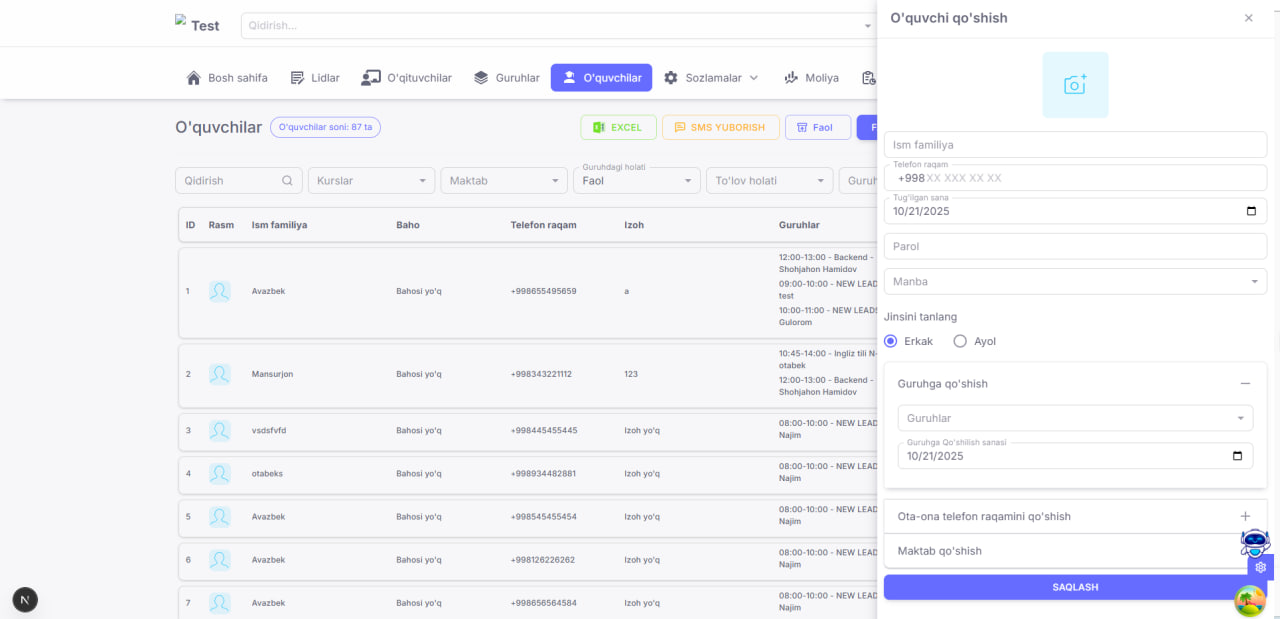 Test
Qidirish...
Bosh sahifa
Lidlar
O'qituvchilar
Guruhlar
O'quvchilar
Sozlamalar
Moliya
O'quvchilar
O'quvchilar soni: 87 ta
EXCEL
SMS YUBORISH
Faol
Qidirish
Kurslar
Maktab
Guruhdagi holati
Faol
To'lov holati
ID Rasm Ism familiya Baho Telefon raqam Izoh Guruhlar
12:00-13:00 - Backend -
Shohjahon Hamidov
09:00-10:00 - NEW LEAD
test
10:00-11:00 - NEW LEADS
Gulorom
1 Avazbek Bahosi yo'q +998655495659 a
10:45-14:00 - Ingliz tili N-
otabek
12:00-13:00 - Backend -
Shohjahon Hamidov
2 Mansurjon Bahosi yo'q +998343221112 123
08:00-10:00 - NEW LEAD
Najim
3 vsdsfvfd Bahosi yo'q +998445455445 Izoh yo'q
08:00-10:00 - NEW LEAD
Najim
4 otabeks Bahosi yo'q +998934482881 Izoh yo'q
08:00-10:00 - NEW LEAD
Najim
5 Avazbek Bahosi yo'q +998545455454 Izoh yo'q
08:00-10:00 - NEW LEAD
Najim
6 Avazbek Bahosi yo'q +998126226262 Izoh yo'q
08:00-10:00 - NEW LEAD
Najim
7 Avazbek Bahosi yo'q +998656564584 Izoh yo'q
N
O'quvchi qo'shish
Ism familiya
Telefon raqam
+998 XX XXX XX XX
Tug'ilgan sana
10/21/2025
Parol
Manba
Jinsini tanlang
Erkak Ayol
Guruhga qo'shish
Guruhlar
Guruhga Qo'shilish sanasi
10/21/2025
Ota-ona telefon raqamini qo'shish
Maktab qo'shish
SAQLASH